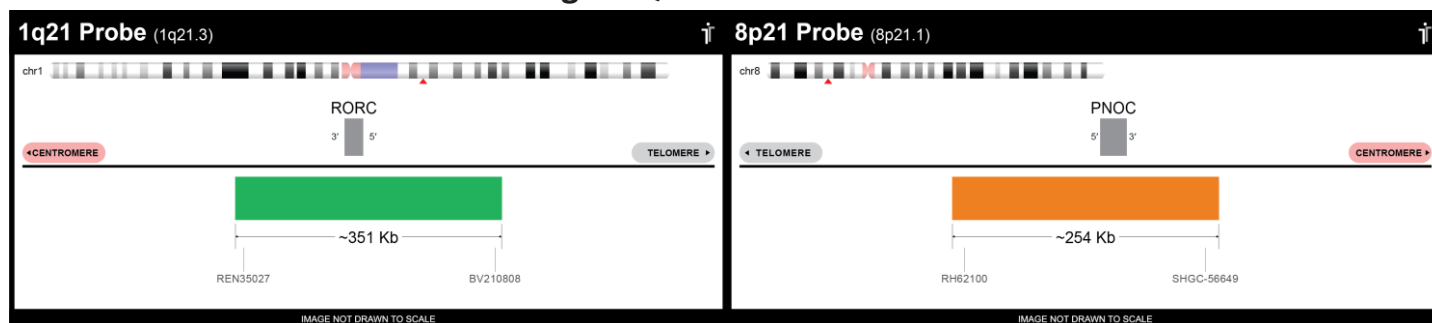 1q21 Probe (1q21.3)
chr1
RORC
3' 5'
◂CENTROMERE
TELOMERE ▸
~351 Kb
REN35027
BV210808
IMAGE NOT DRAWN TO SCALE
8p21 Probe (8p21.1)
chr8
PNOC
5' 3'
◂ TELOMERE
CENTROMERE ▸
~254 Kb
RH62100
SHGC-56649
IMAGE NOT DRAWN TO SCALE